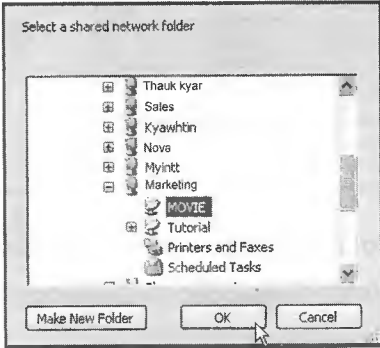 Select a shared network folder
Thauk kyar
Sales
Kyawhtin
Nova
Myintt
Marketing
MOVIE
Tutorial
Printers and Faxes
Scheduled Tasks
Make New Folder
OK
Cancel